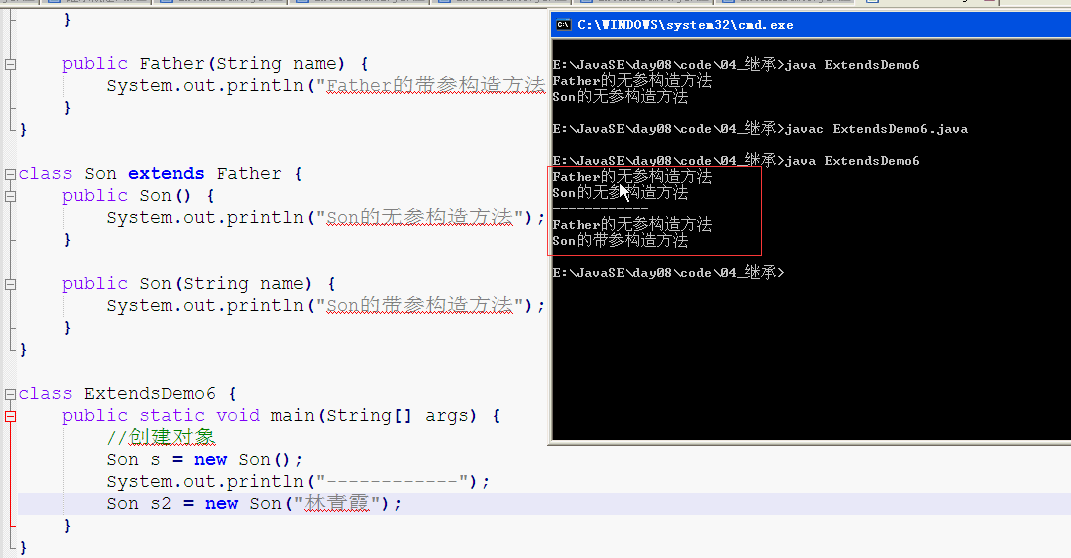 }
public Father(String name) {
System.out.println("Father的带参构造方法
}
}
class Son extends Father {
public Son() {
System.out.println("Son的无参构造方法");
}
public Son(String name) {
System.out.println("Son的带参构造方法");
}
}
class ExtendsDemo6 {
public static void main(String[] args) {
//创建对象
Son s = new Son();
System.out.println("------------");
Son s2 = new Son("林青霞");
}
}
C:\WINDOWS\system32\cmd.exe
E:\JavaSE\day08\code\04_继承>java ExtendsDemo6
Father的无参构造方法
Son的无参构造方法
E:\JavaSE\day08\code\04_继承>javac ExtendsDemo6.java
E:\JavaSE\day08\code\04_继承>java ExtendsDemo6
Father的无参构造方法
Son的无参构造方法
------------
Father的无参构造方法
Son的带参构造方法
E:\JavaSE\day08\code\04_继承>